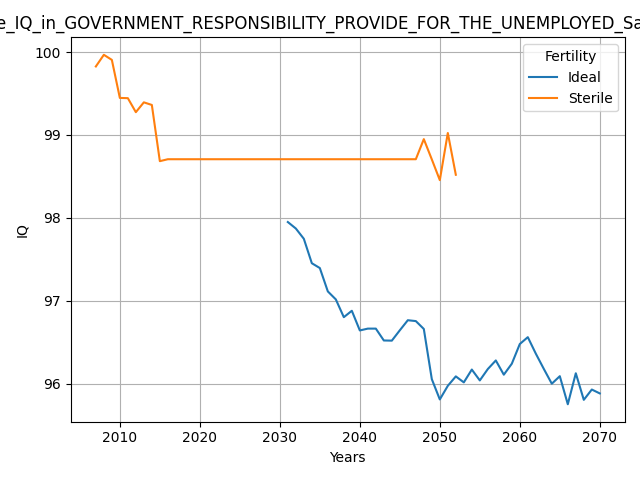 e_IQ_in_GOVERNMENT_RESPONSIBILITY_PROVIDE_FOR_THE_UNEMPLOYED_Sa
Fertility
Ideal
Sterile
100
99
98
97
96
IQ
2010 2020 2030 2040 2050 2060 2070
Years